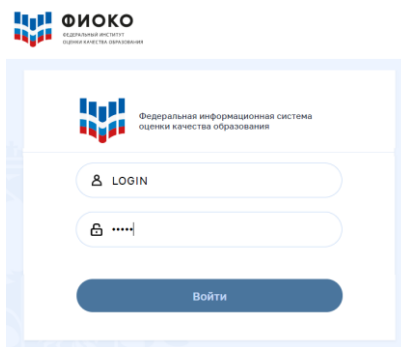 ФИОКО
ФЕДЕРАЛЬНЫЙ ИНСТИТУТ
ОЦЕНКИ КАЧЕСТВА ОБРАЗОВАНИЯ
Федеральная информационная система
оценки качества образования
LOGIN
•••••
Войти